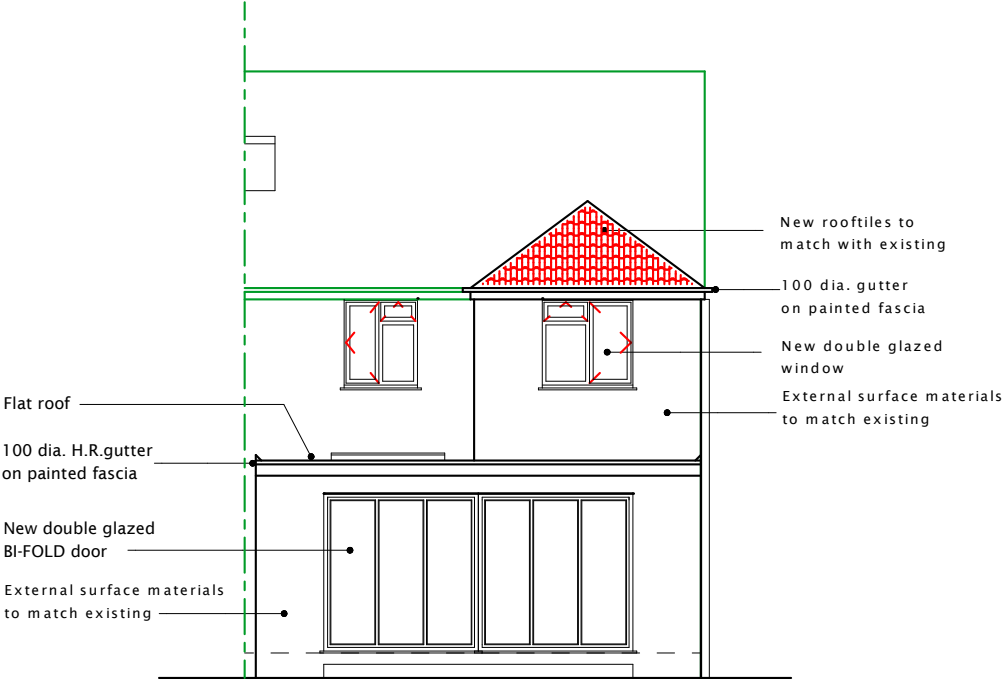 New rooftiles to
match with existing
100 dia. gutter
on painted fascia
New double glazed
window
External surface materials
to match existing
Flat roof
100 dia. H.R.gutter
on painted fascia
New double glazed
BI-FOLD door
External surface materials
to match existing